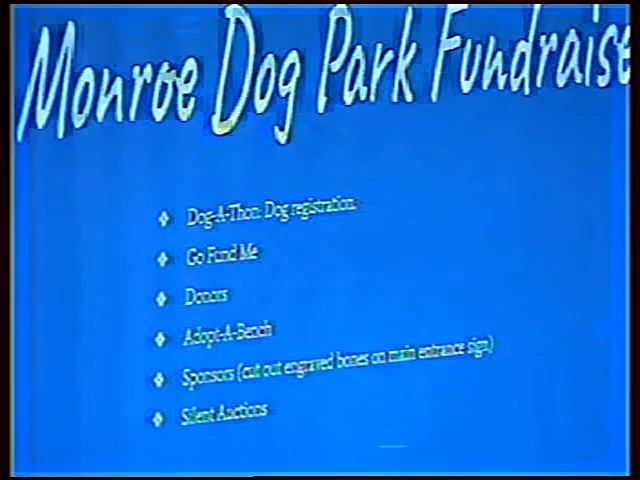 Monroe Dog Park Fundraise
Dog-A-Thon: Dog registration
Go Fund Me
Donors
Adopt-A-Bench
Sponsors (cut out engraved bones on main entrance sign)
Silent Auctions